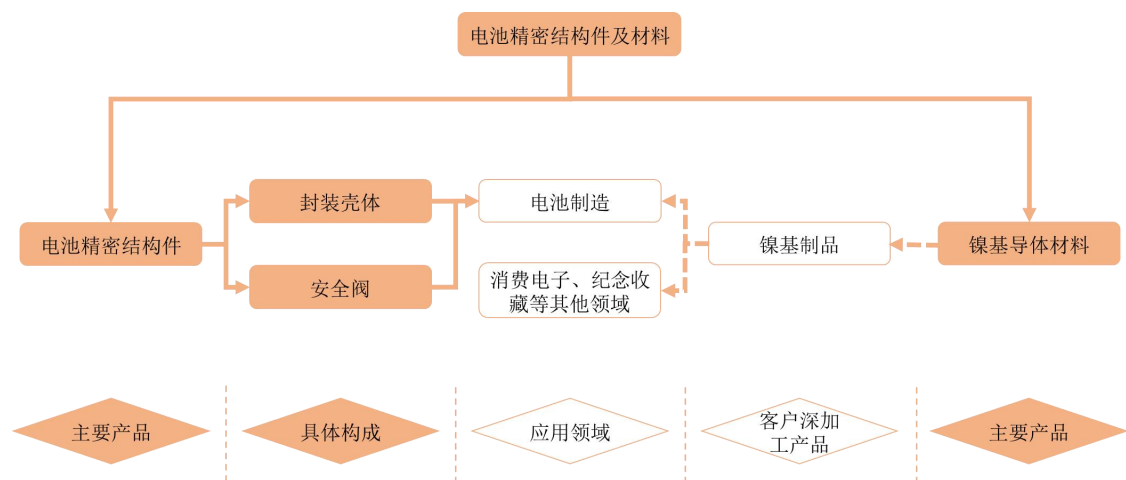 电池精密结构件及材料
封装壳体
电池制造
电池精密结构件
镍基制品
镍基导体材料
安全阀
消费电子、纪念收
藏等其他领域
主要产品
具体构成
应用领域
客户深加
工产品
主要产品